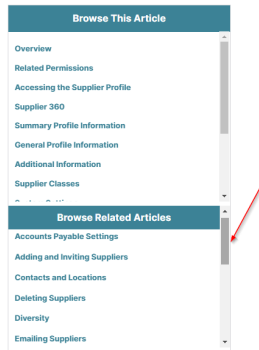 Browse This Article
Overview
Related Permissions
Accessing the Supplier Profile
Supplier 360
Summary Profile Information
General Profile Information
Additional Information
Supplier Classes
Browse Related Articles
Accounts Payable Settings
Adding and Inviting Suppliers
Contacts and Locations
Deleting Suppliers
Diversity
Emailing Suppliers